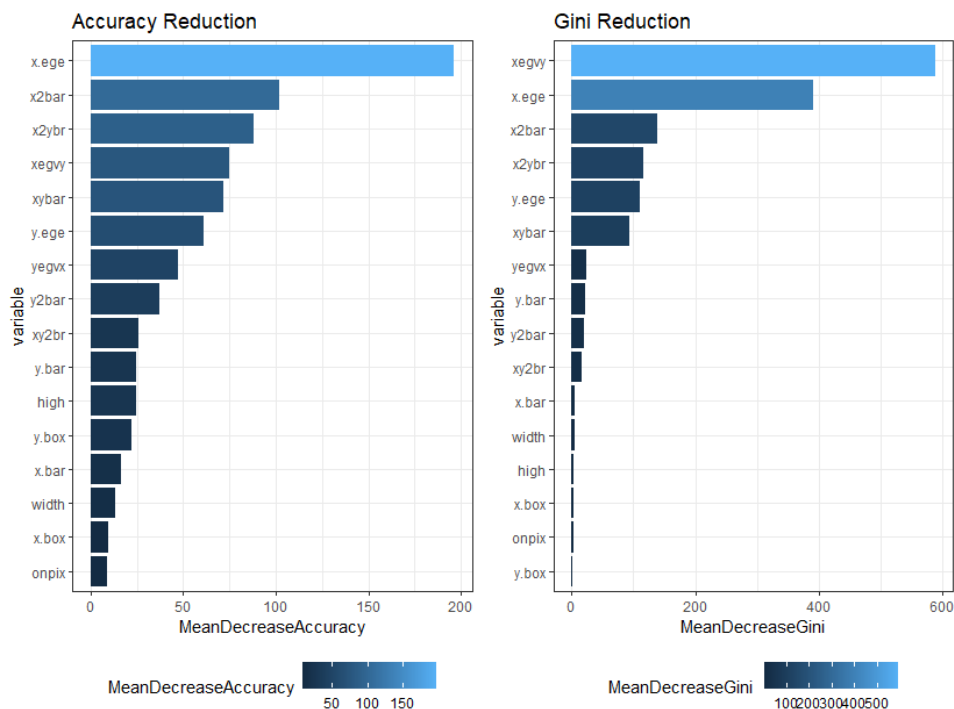 Accuracy Reduction
variable
x.ege
x2bar
x2ybr
xegvy
xybar
y.ege
yegvx
y2bar
xy2br
y.bar
high
y.box
x.bar
width
x.box
onpix
0 50 100 150 200
MeanDecreaseAccuracy
MeanDecreaseAccuracy
50 100 150
Gini Reduction
variable
xegvy
x.ege
x2bar
x2ybr
y.ege
xybar
yegvx
y.bar
y2bar
xy2br
x.bar
width
high
x.box
onpix
y.box
0 200 400 600
MeanDecreaseGini
MeanDecreaseGini
100200300400500